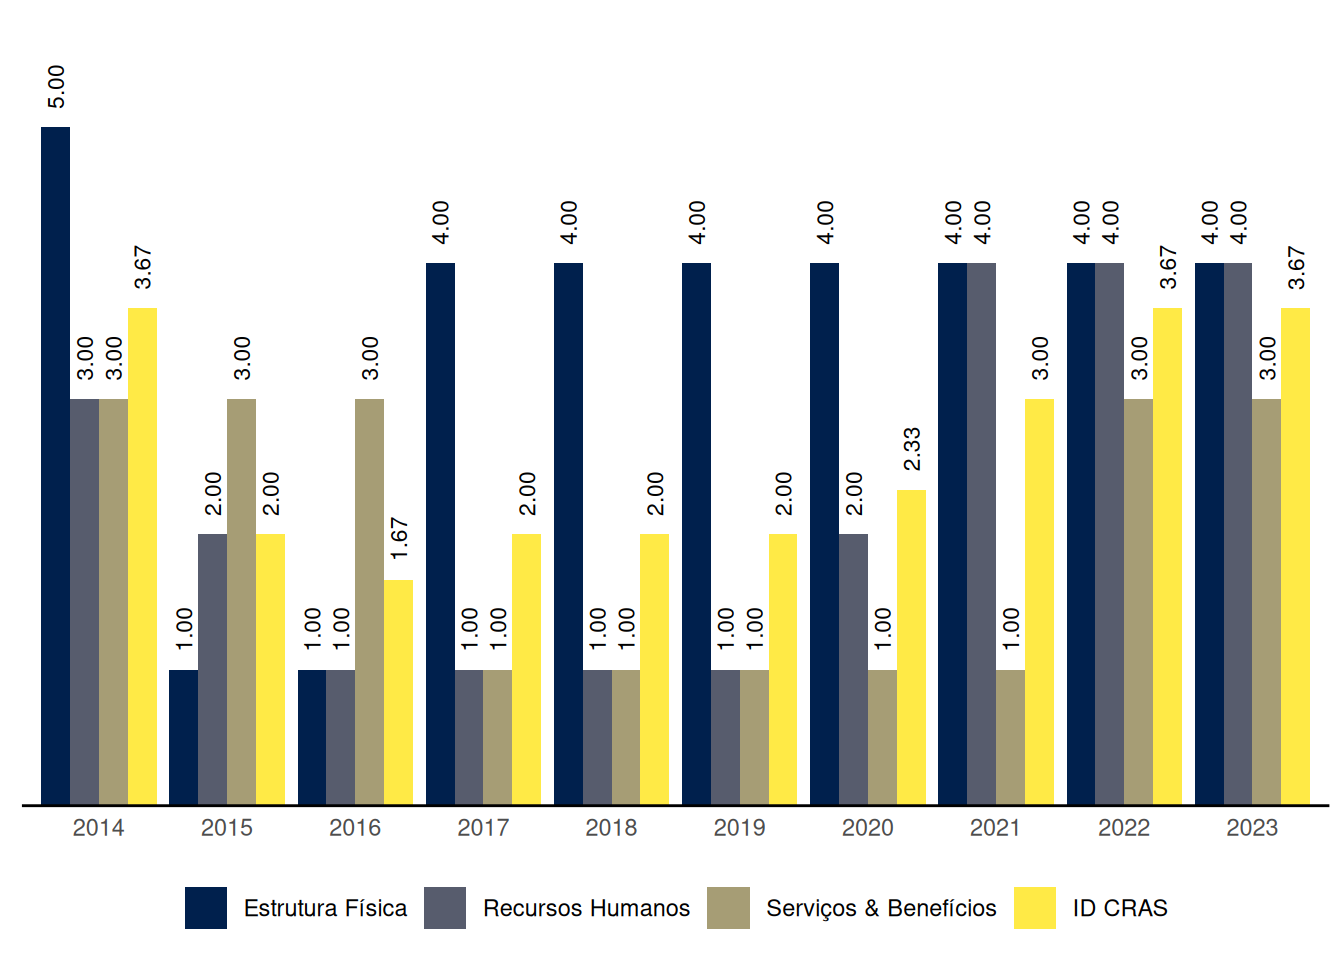 5.00 3.00 3.00 3.67
1.00 2.00 3.00 2.00
1.00 1.00 3.00 1.67
4.00 1.00 1.00 2.00
4.00 1.00 1.00 2.00
4.00 1.00 1.00 2.00
4.00 2.00 1.00 2.33
4.00 4.00 1.00 3.00
4.00 4.00 3.00 3.67
4.00 4.00 3.00 3.67
2014 2015 2016 2017 2018 2019 2020 2021 2022 2023
Estrutura Física Recursos Humanos Serviços & Benefícios ID CRAS